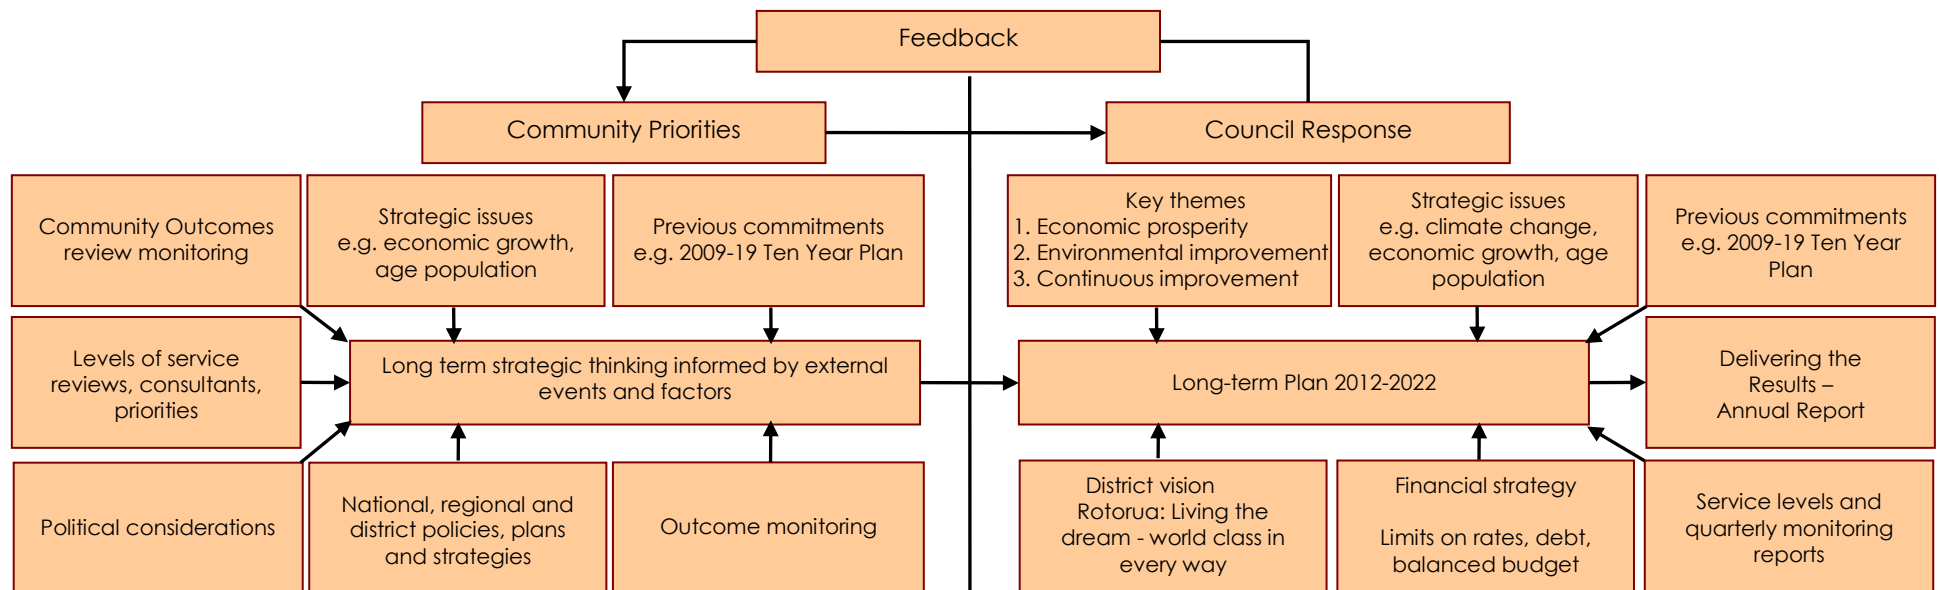 Feedback
Community Priorities
Council Response
Community Outcomes
review monitoring
Strategic issues
e.g. economic growth,
age population
Previous commitments
e.g. 2009-19 Ten Year Plan
Key themes
1. Economic prosperity
2. Environmental improvement
3. Continuous improvement
Strategic issues
e.g. climate change,
economic growth, age
population
Previous commitments
e.g. 2009-19 Ten Year
Plan
Levels of service
reviews, consultants,
priorities
Long term strategic thinking informed by external
events and factors
Long-term Plan 2012-2022
Delivering the
Results –
Annual Report
Political considerations
National, regional and
district policies, plans
and strategies
Outcome monitoring
District vision
Rotorua: Living the
dream - world class in
every way
Financial strategy
Limits on rates, debt,
balanced budget
Service levels and
quarterly monitoring
reports